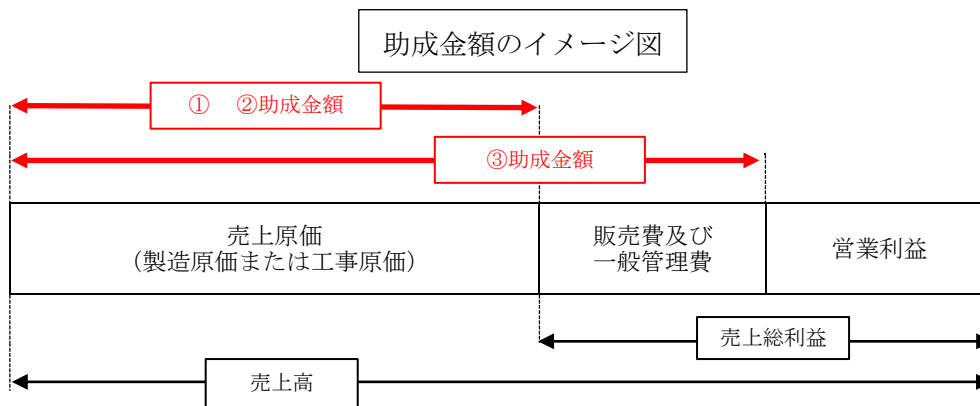 助成金額のイメージ図
① ②助成金額
③助成金額
売上原価
（製造原価または工事原価）
販売費及び
一般管理費
営業利益
売上総利益
売上高